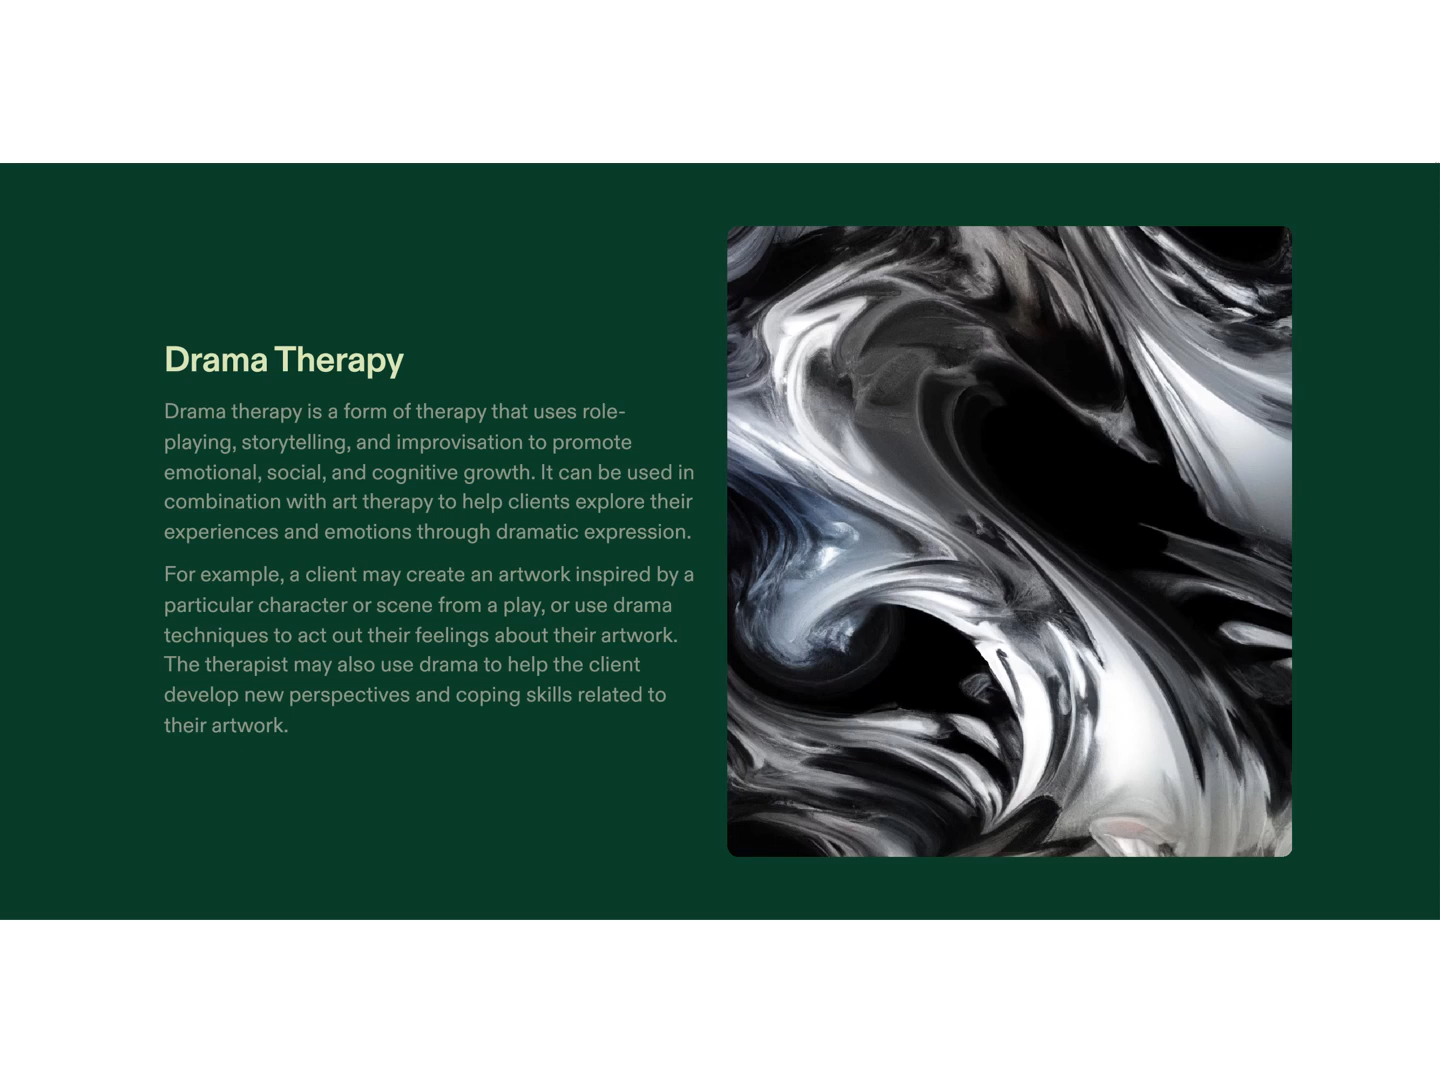 Drama Therapy
Drama therapy is a form of therapy that uses role-
playing, storytelling, and improvisation to promote
emotional, social, and cognitive growth. It can be used in
combination with art therapy to help clients explore their
experiences and emotions through dramatic expression.
For example, a client may create an artwork inspired by a
particular character or scene from a play, or use drama
techniques to act out their feelings about their artwork.
The therapist may also use drama to help the client
develop new perspectives and coping skills related to
their artwork.